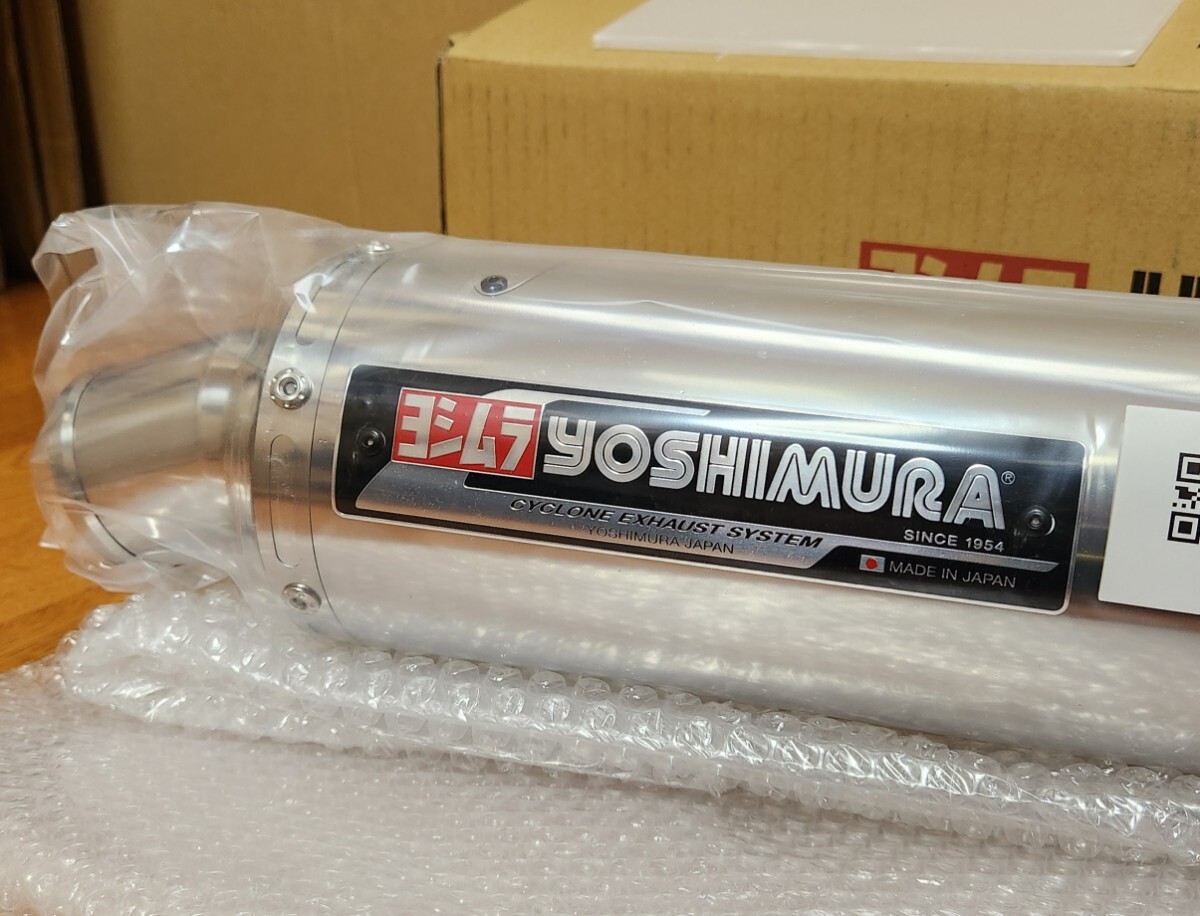 ヨシムラ YOSHIMURA®
SINCE 1954
CYCLONE EXHAUST SYSTEM
YOSHIMURA JAPAN
MADE IN JAPAN